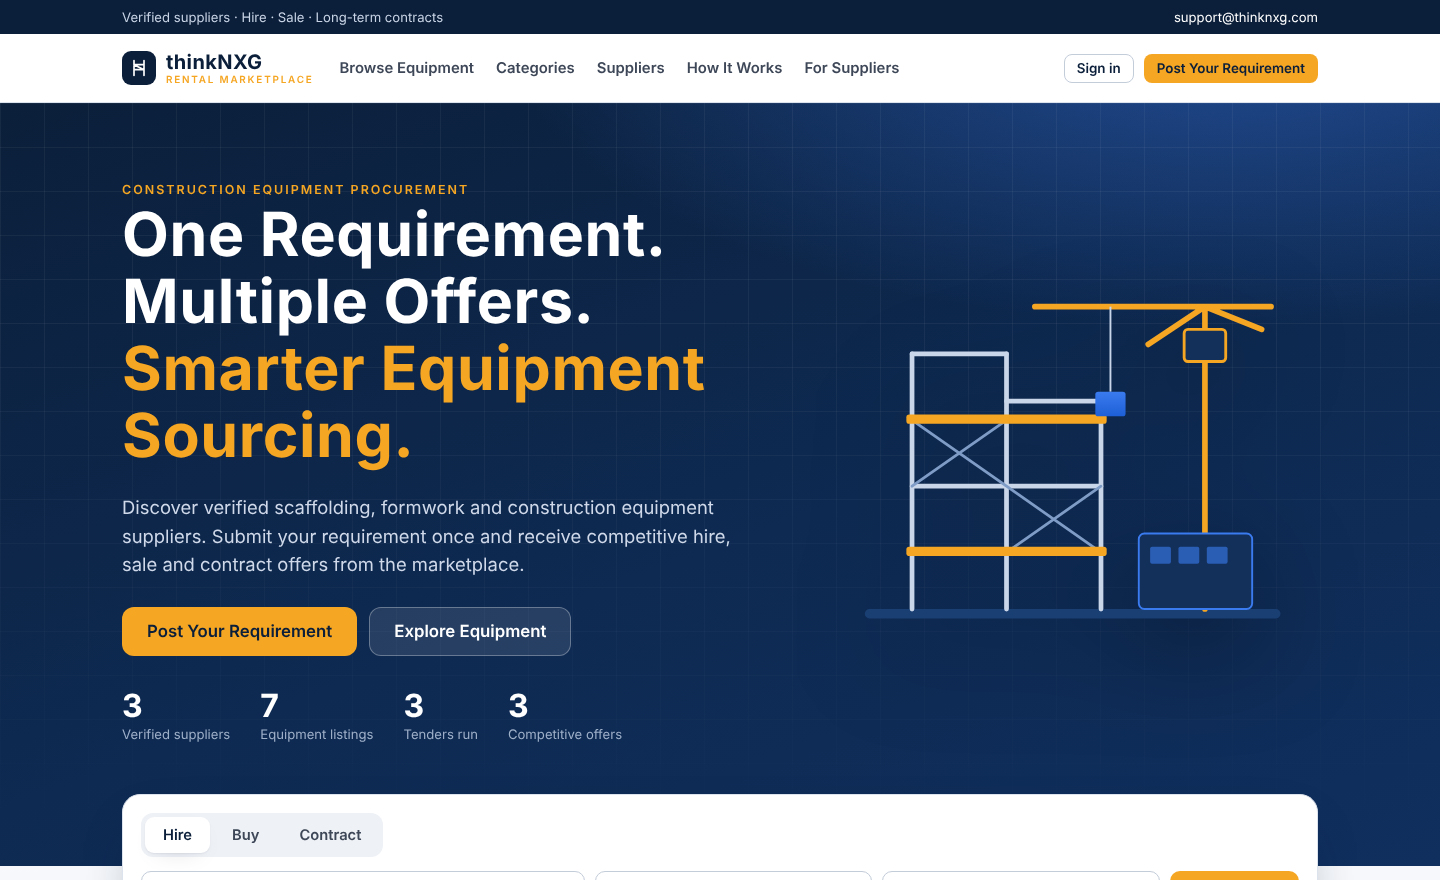 Verified suppliers · Hire · Sale · Long-term contracts
support@thinknxg.com
thinkNXG
RENTAL MARKETPLACE
Browse Equipment
Categories
Suppliers
How It Works
For Suppliers
Sign in
Post Your Requirement
CONSTRUCTION EQUIPMENT PROCUREMENT
One Requirement.
Multiple Offers.
Smarter Equipment
Sourcing.
Discover verified scaffolding, formwork and construction equipment
suppliers. Submit your requirement once and receive competitive hire,
sale and contract offers from the marketplace.
Post Your Requirement
Explore Equipment
3
Verified suppliers
7
Equipment listings
3
Tenders run
3
Competitive offers
Hire
Buy
Contract